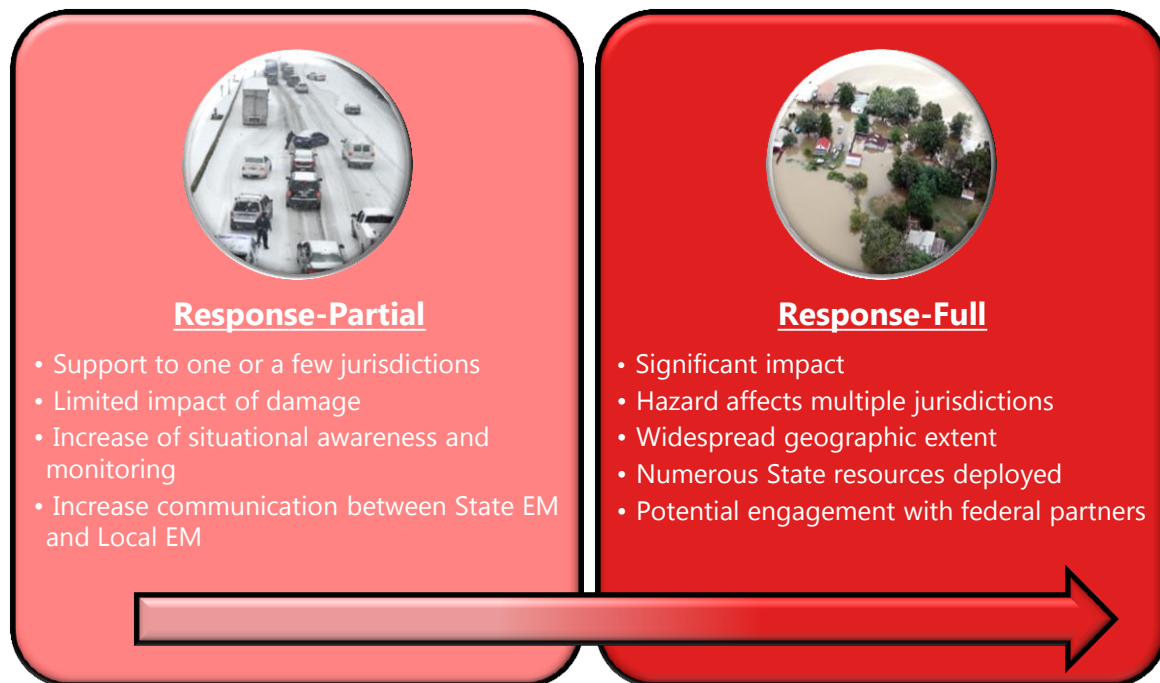 Response-Partial
• Support to one or a few jurisdictions
• Limited impact of damage
• Increase of situational awareness and
monitoring
• Increase communication between State EM
and Local EM
Response-Full
• Significant impact
• Hazard affects multiple jurisdictions
• Widespread geographic extent
• Numerous State resources deployed
• Potential engagement with federal partners